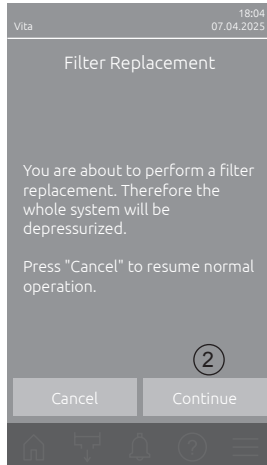 18:04
Vita 07.04.2025
Filter Replacement
You are about to perform a filter
replacement. Therefore the
whole system will be
depressurized.
Press "Cancel" to resume normal
operation.
2
Cancel Continue
?